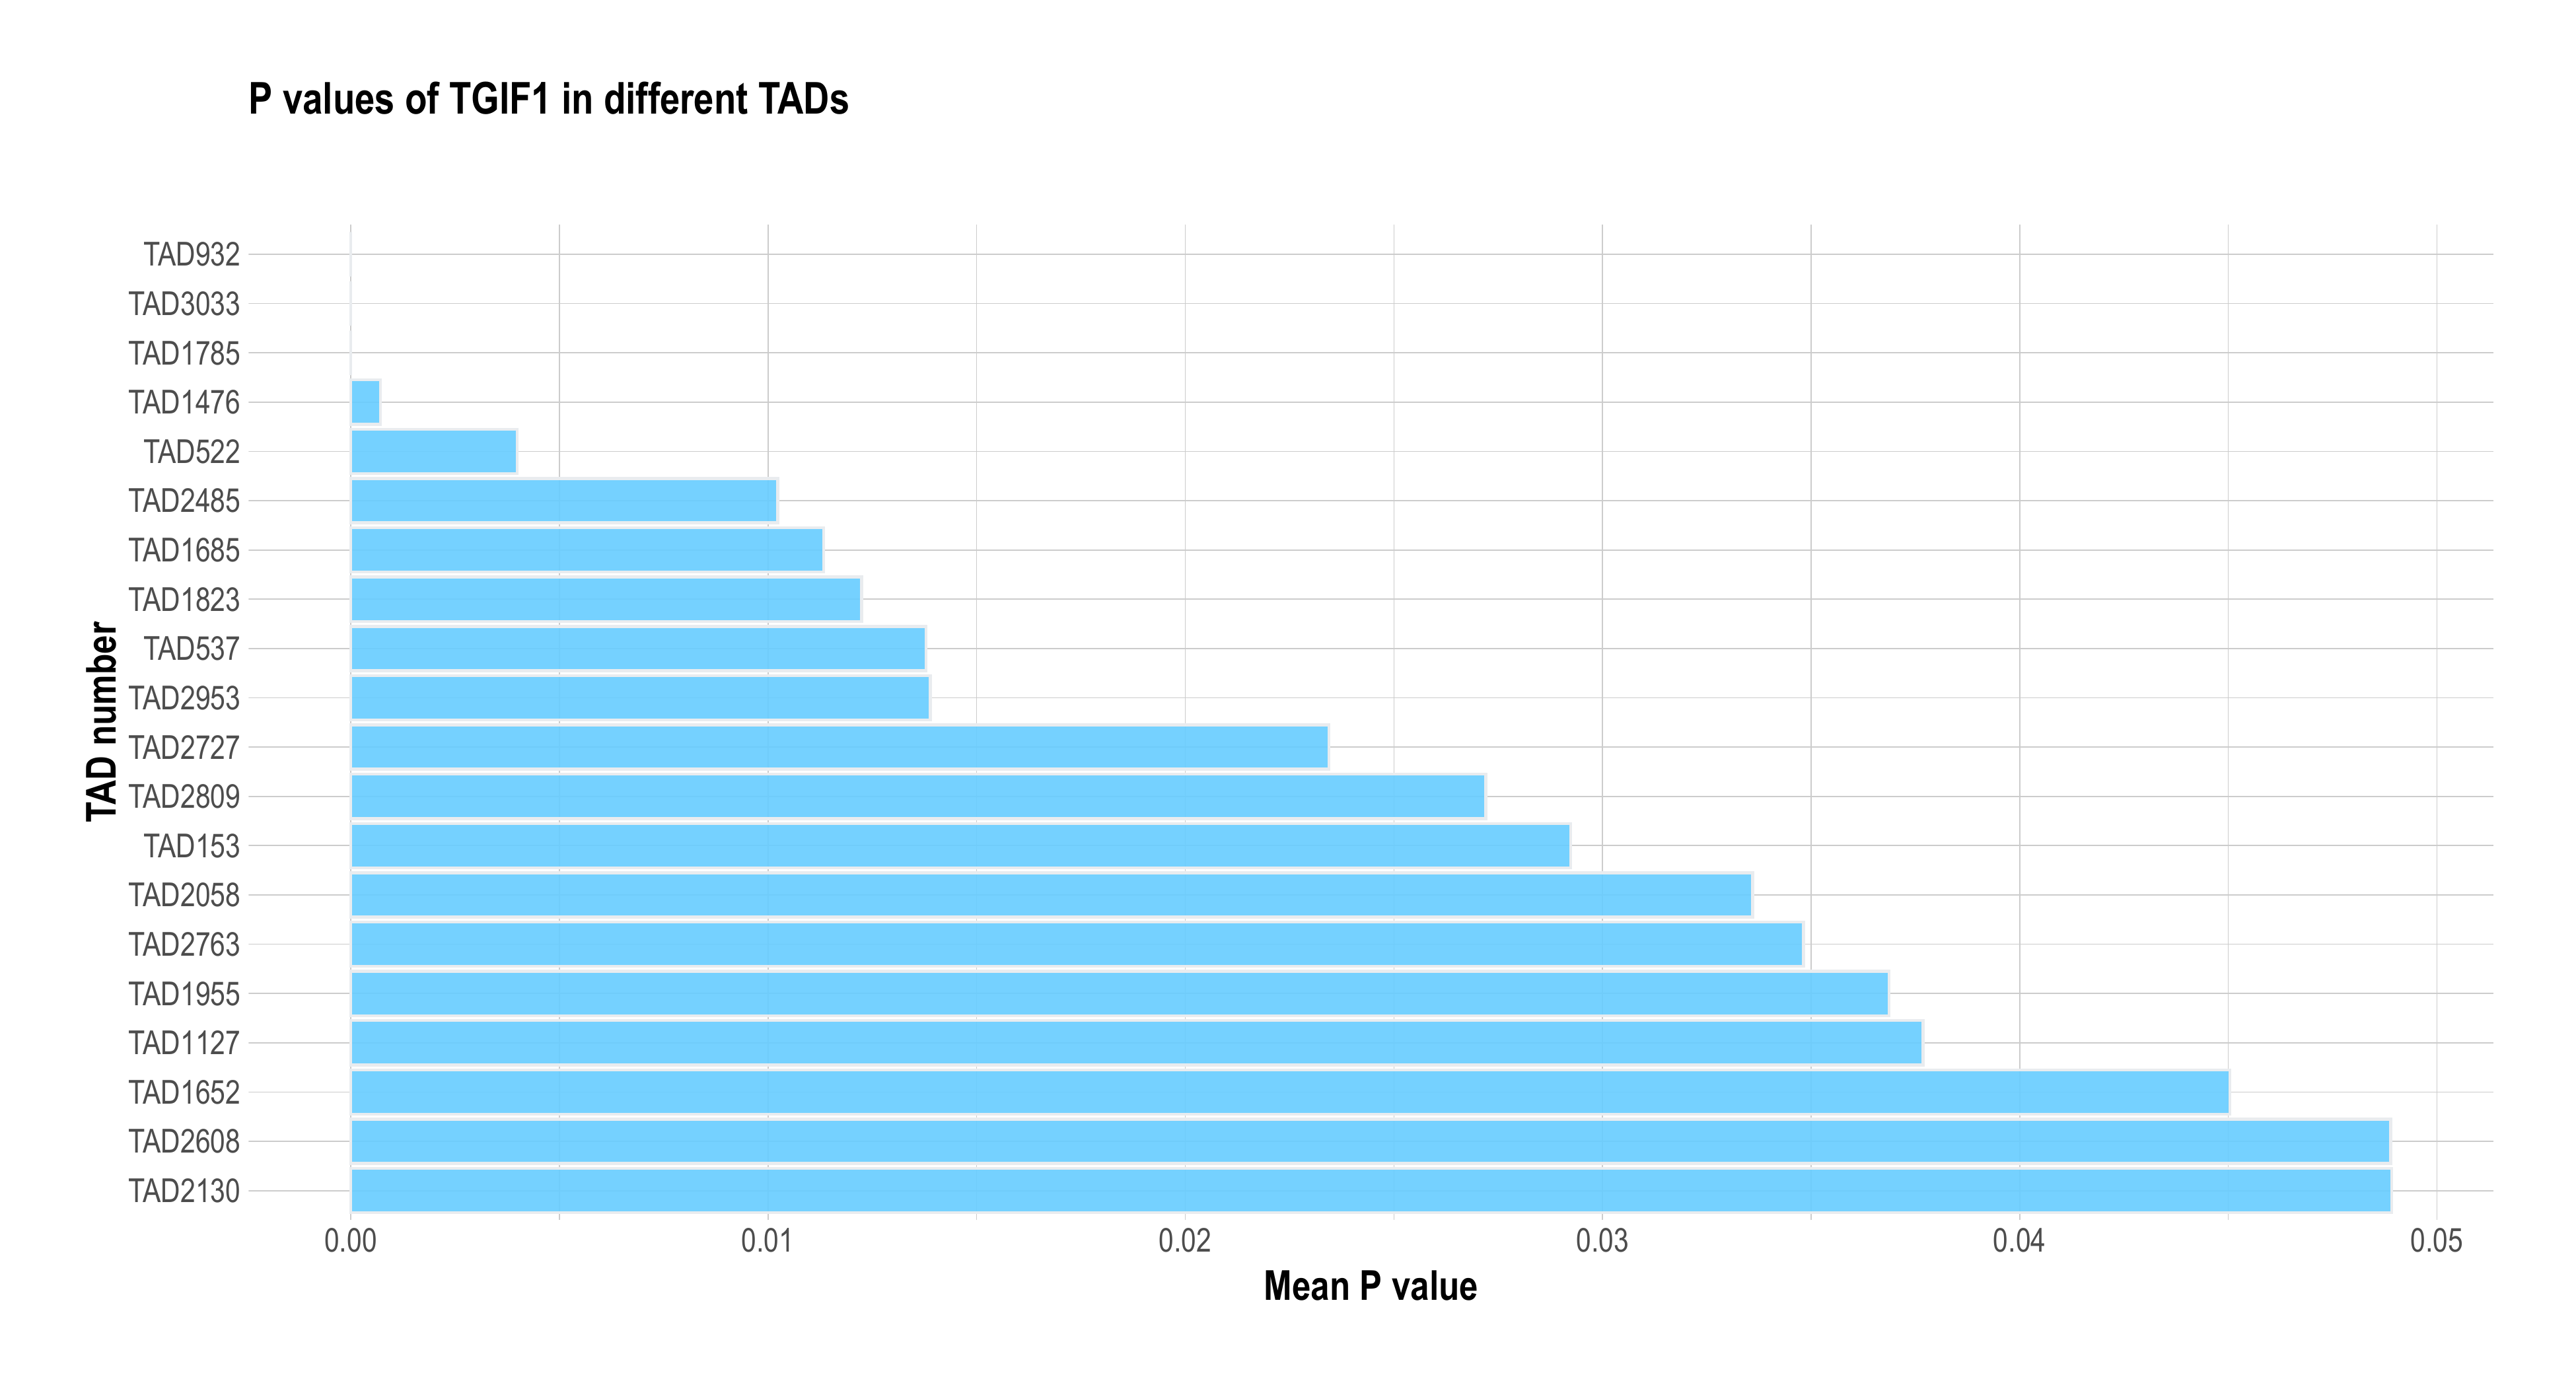 P values of TGIF1 in different TADs
TAD number
TAD932
TAD3033
TAD1785
TAD1476
TAD522
TAD2485
TAD1685
TAD1823
TAD537
TAD2953
TAD2727
TAD2809
TAD153
TAD2058
TAD2763
TAD1955
TAD1127
TAD1652
TAD2608
TAD2130
0.00 0.01 0.02 0.03 0.04 0.05
Mean P value